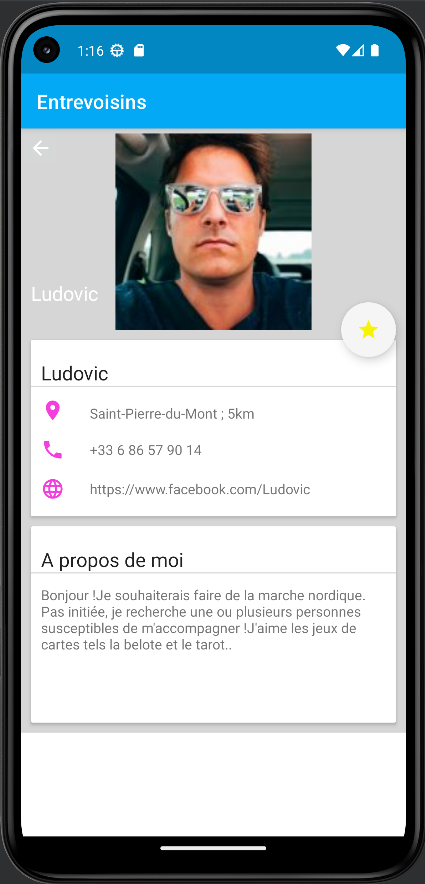 1:16
Entrevoisins
Ludovic
Ludovic
Saint-Pierre-du-Mont ; 5km
+33 6 86 57 90 14
https://www.facebook.com/Ludovic
A propos de moi
Bonjour !Je souhaiterais faire de la marche nordique.
Pas initiée, je recherche une ou plusieurs personnes
susceptibles de m'accompagner !J'aime les jeux de
cartes tels la belote et le tarot..